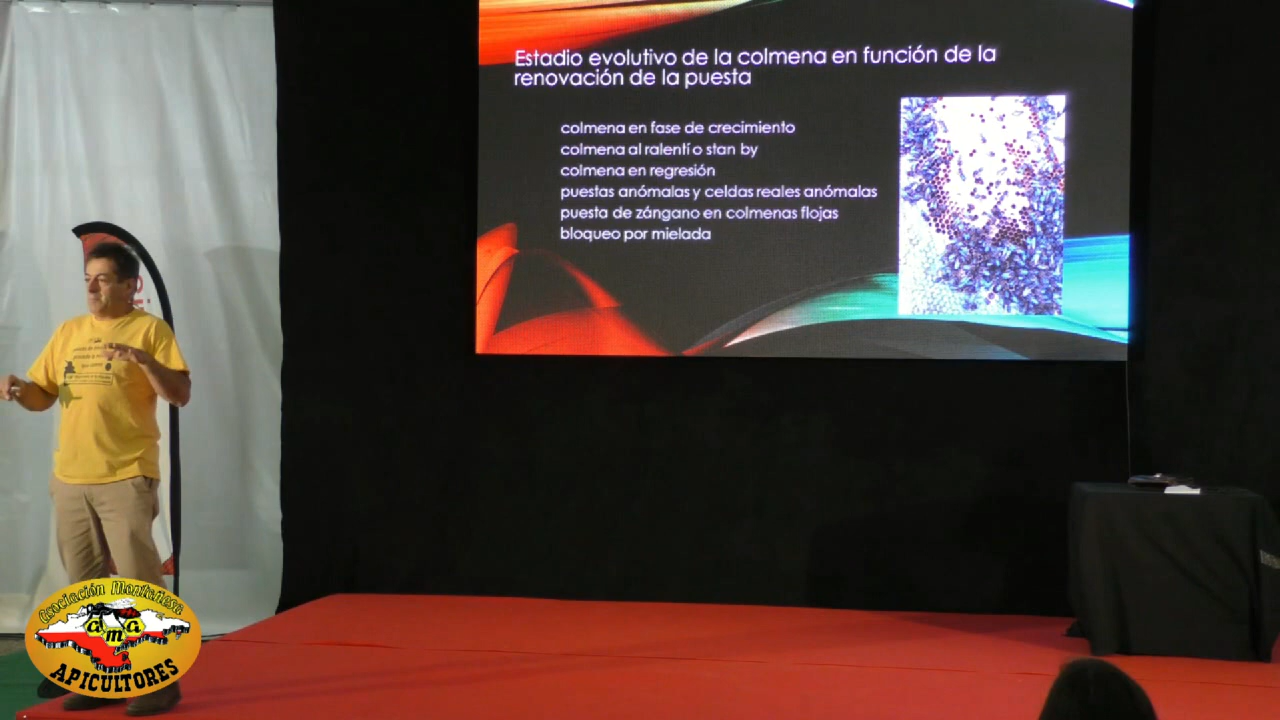 Estadio evolutivo de la colmena en función de la
renovación de la puesta
colmena en fase de crecimiento
colmena al ralentí o stan by
colmena en regresión
puestas anómalas y celdas reales anómalas
puesta de zángano en colmenas flojas
bloqueo por mielada
Asociación Montañesa
ama
APICULTORES